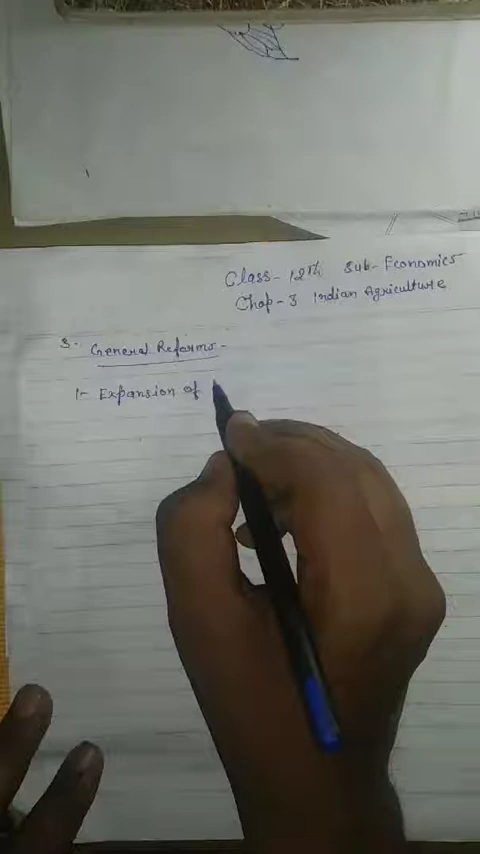 Class-12th Sub-Economics
Chap-3 Indian Agriculture
3. General Reforms-
1- Expansion of